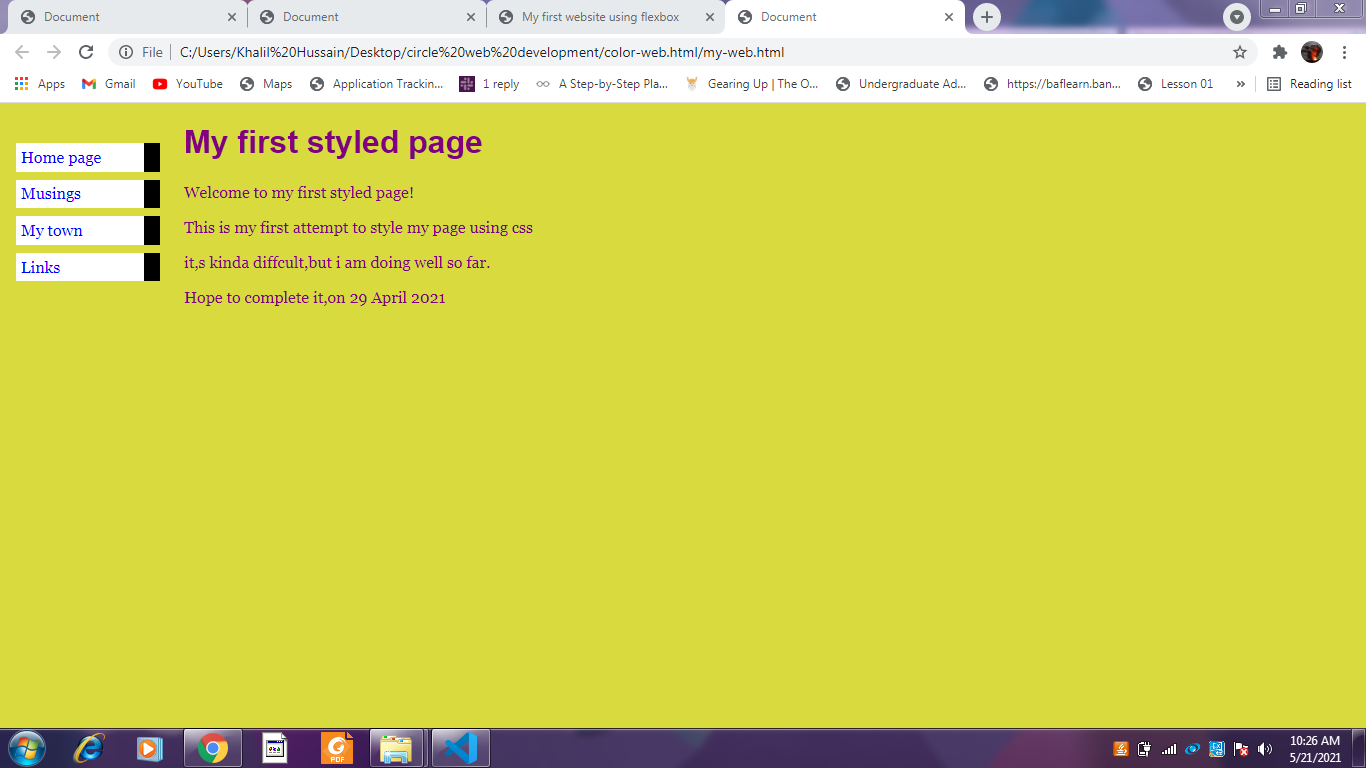 Document
Document
My first website using flexbox
Document
File
C:/Users/Khalil%20Hussain/Desktop/circle%20web%20development/color-web.html/my-web.html
Apps
Gmail
YouTube
Maps
Application Trackin...
1 reply
A Step-by-Step Pla...
Gearing Up | The O...
Undergraduate Ad...
https://baflearn.ban...
Lesson 01
»
Reading list
My first styled page
Home page
Musings
My town
Links
Welcome to my first styled page!
This is my first attempt to style my page using css
it,s kinda diffcult,but i am doing well so far.
Hope to complete it,on 29 April 2021
PDF
10:26 AM
5/21/2021